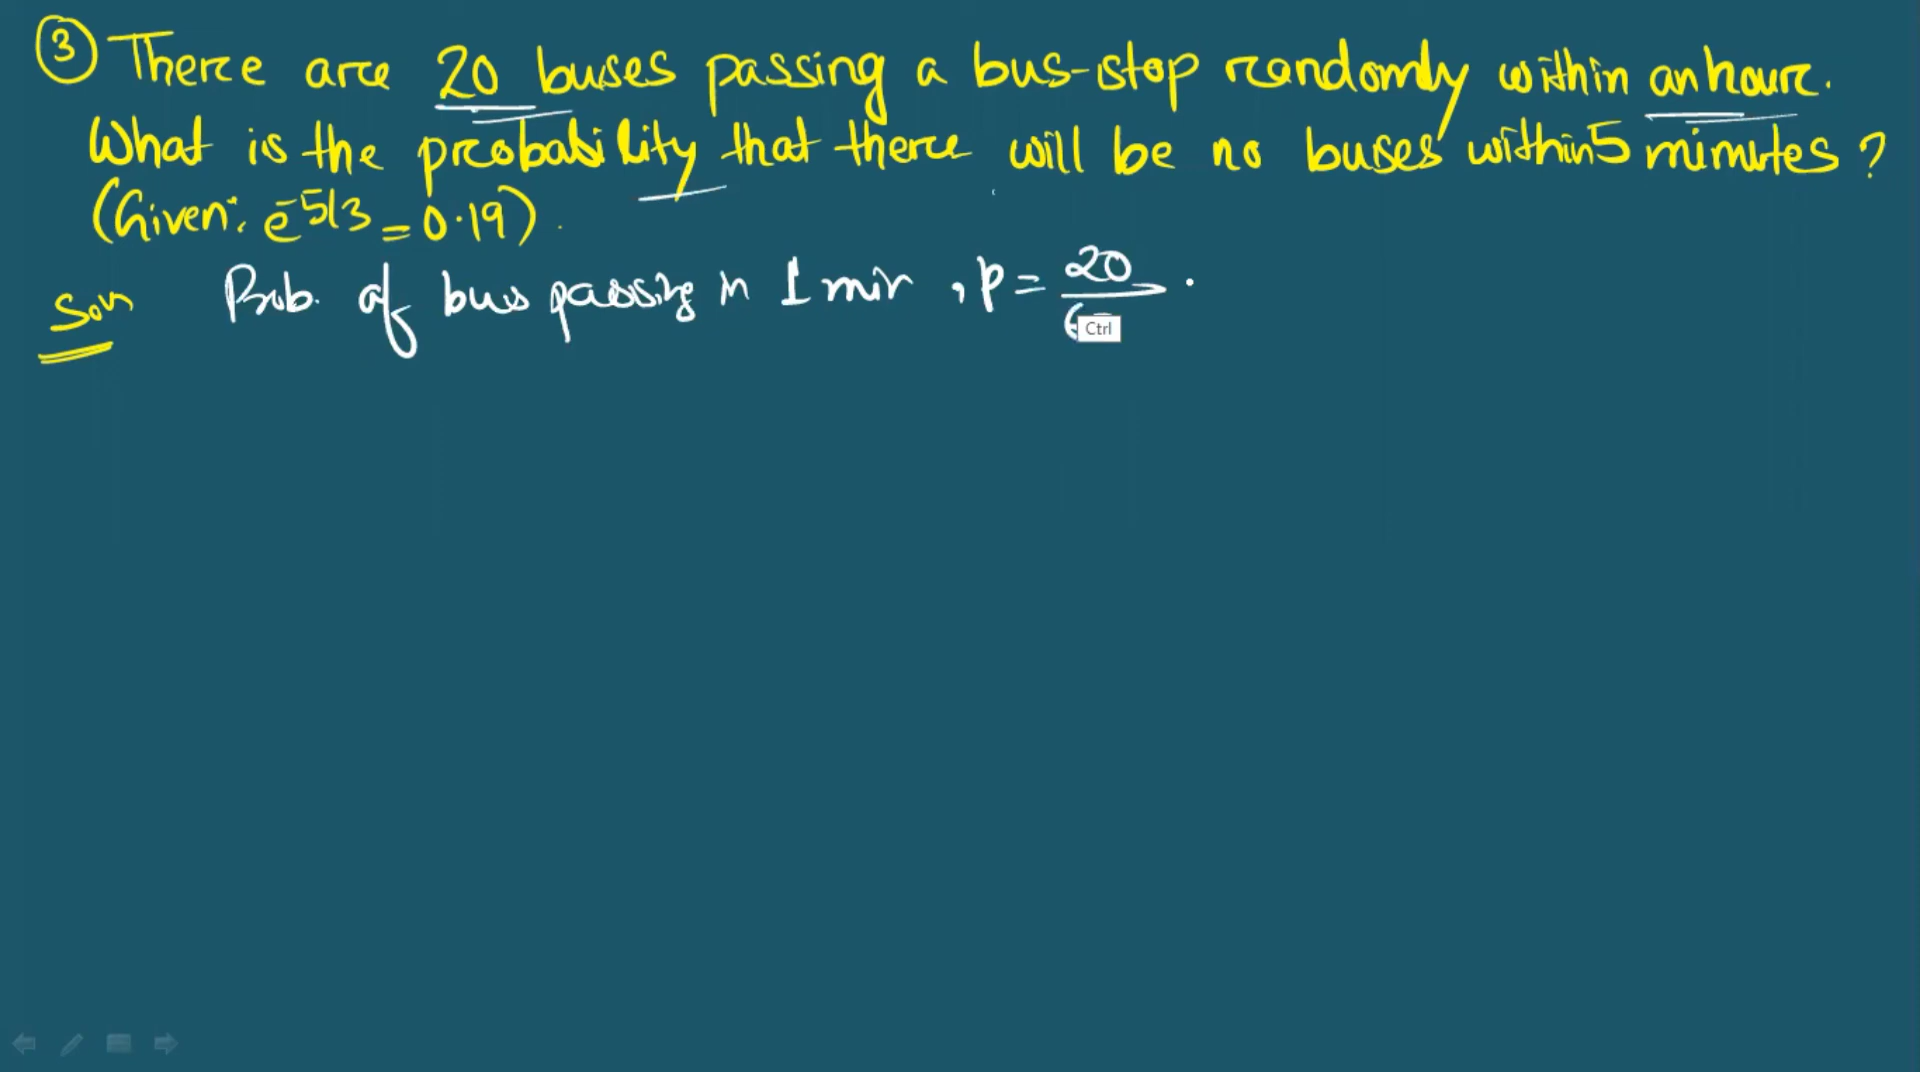 ③ There are 20 buses passing a bus-stop randomly within an hour.
What is the probability that there will be no buses within 5 minutes?
(Given: e^-5/3 = 0.19).
Soln Prob. of bus passing in 1 min, p = 20/6
Ctrl